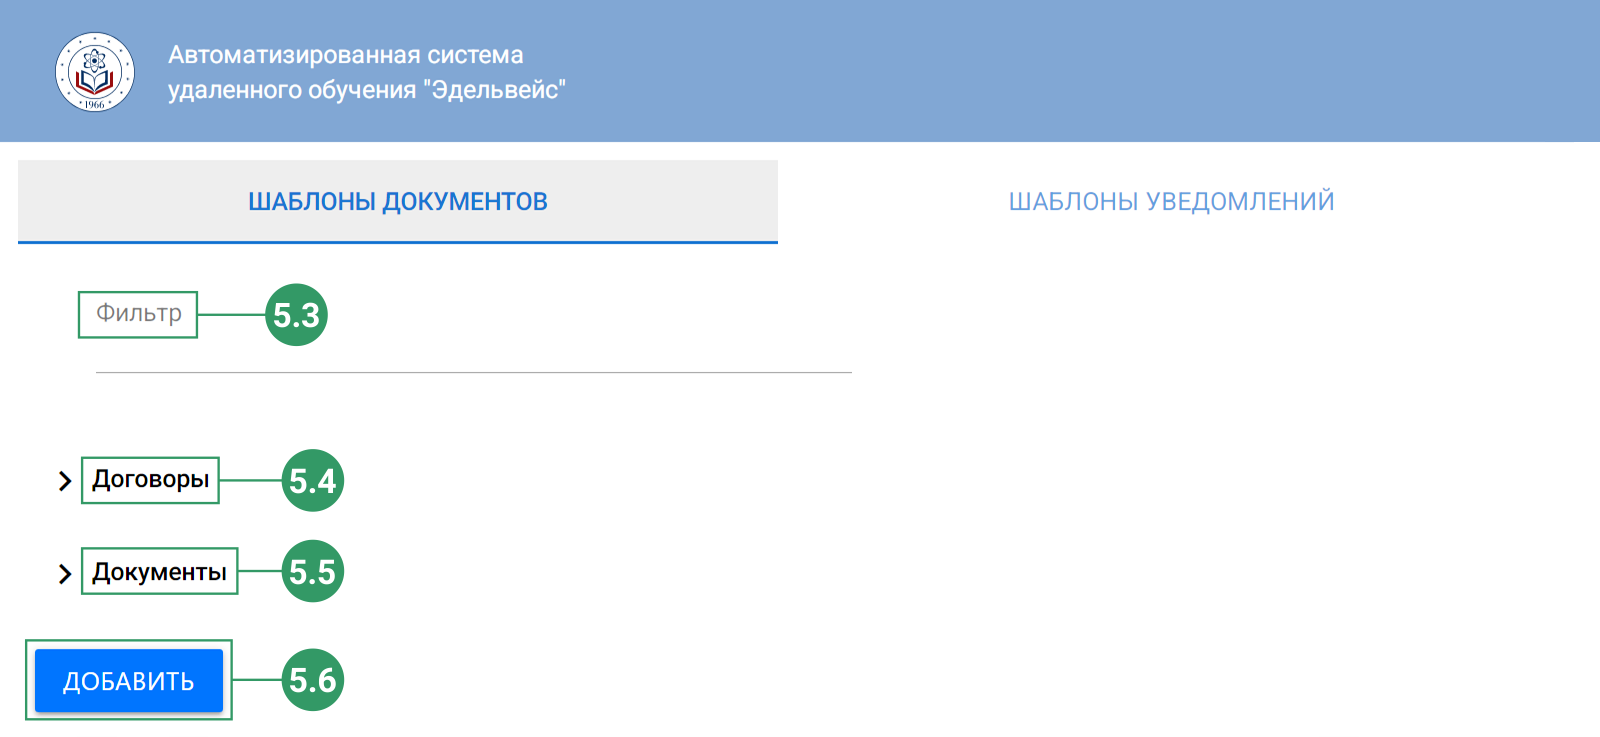 Автоматизированная система
удаленного обучения "Эдельвейс"
1966
ШАБЛОНЫ ДОКУМЕНТОВ
ШАБЛОНЫ УВЕДОМЛЕНИЙ
Фильтр
5.3
Договоры
5.4
Документы
5.5
ДОБАВИТЬ
5.6